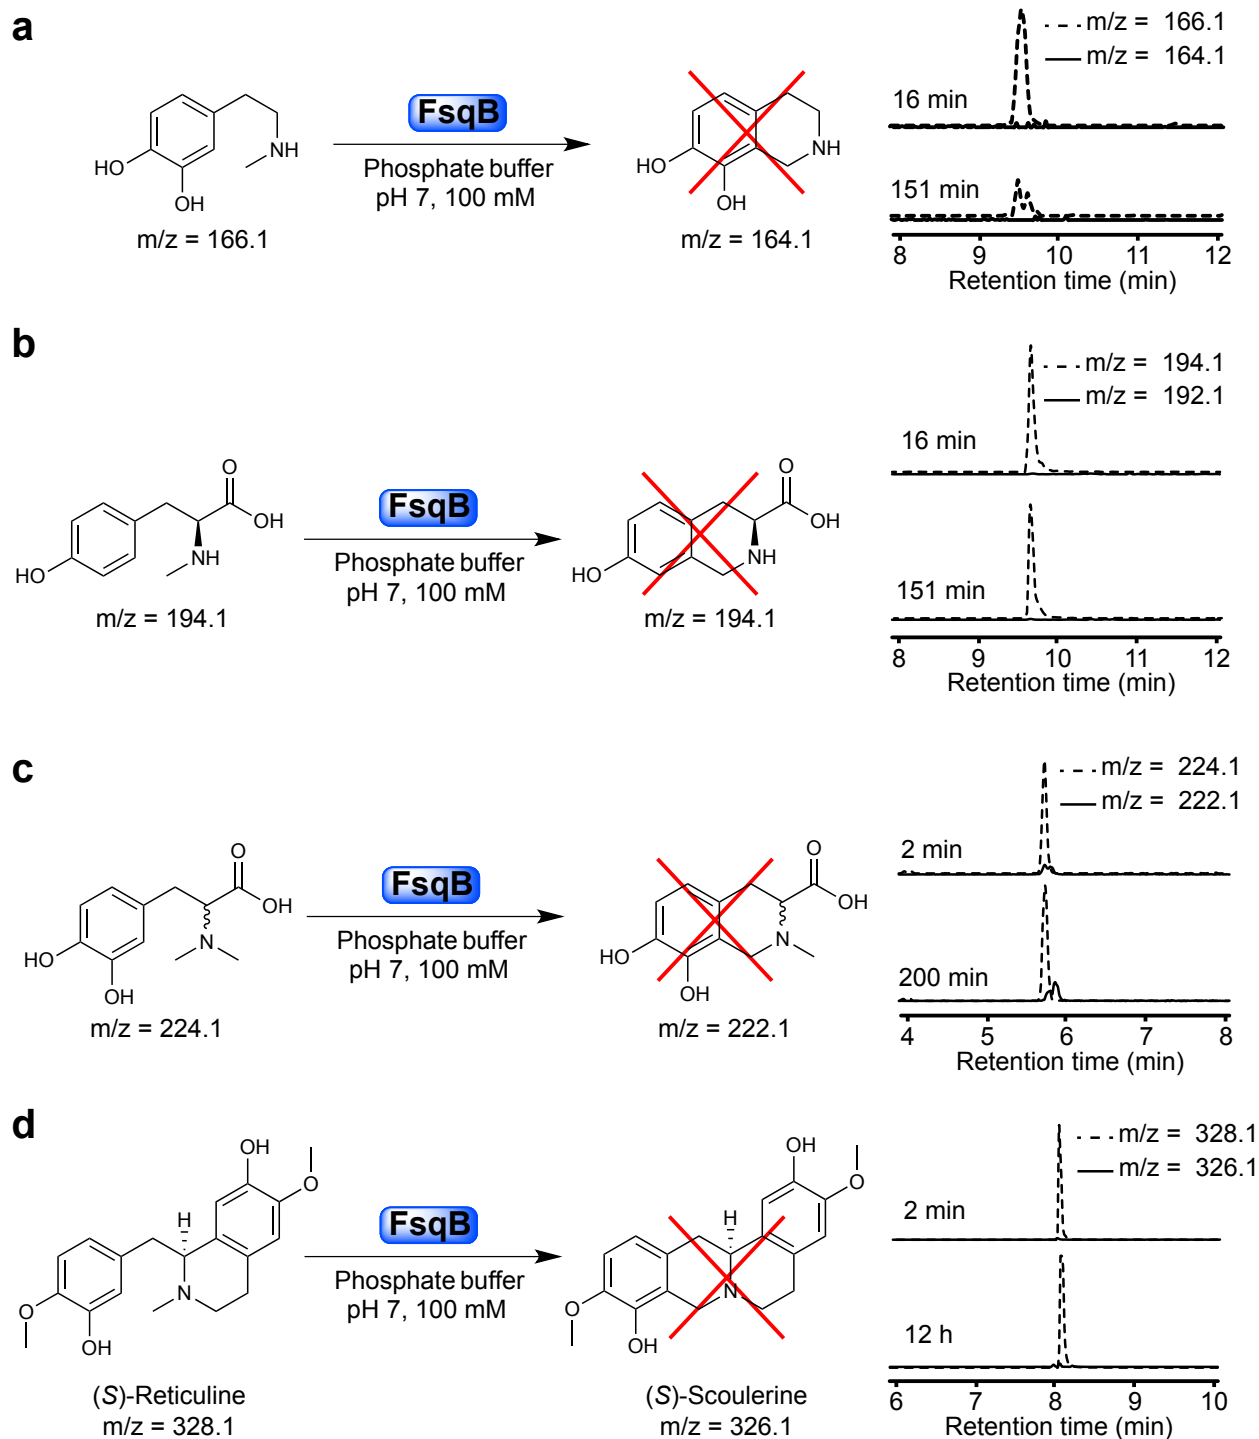 a
HO
OH
NH
m/z = 166.1
FsqB
Phosphate buffer
pH 7, 100 mM
HO
OH
NH
m/z = 164.1
m/z = 166.1
m/z = 164.1
16 min
151 min
8 9 10 11 12
Retention time (min)
b
O
OH
NH
HO
m/z = 194.1
FsqB
Phosphate buffer
pH 7, 100 mM
O
OH
NH
HO
m/z = 194.1
m/z = 194.1
m/z = 192.1
16 min
151 min
8 9 10 11 12
Retention time (min)
c
O
OH
N
HO
OH
m/z = 224.1
FsqB
Phosphate buffer
pH 7, 100 mM
O
OH
N
HO
OH
m/z = 222.1
m/z = 224.1
m/z = 222.1
2 min
200 min
4 5 6 7 8
Retention time (min)
d
OH
O
H
N
O
OH
(S)-Reticuline
m/z = 328.1
FsqB
Phosphate buffer
pH 7, 100 mM
OH
O
H
N
O
OH
(S)-Scoulerine
m/z = 326.1
m/z = 328.1
m/z = 326.1
2 min
12 h
6 7 8 9 10
Retention time (min)